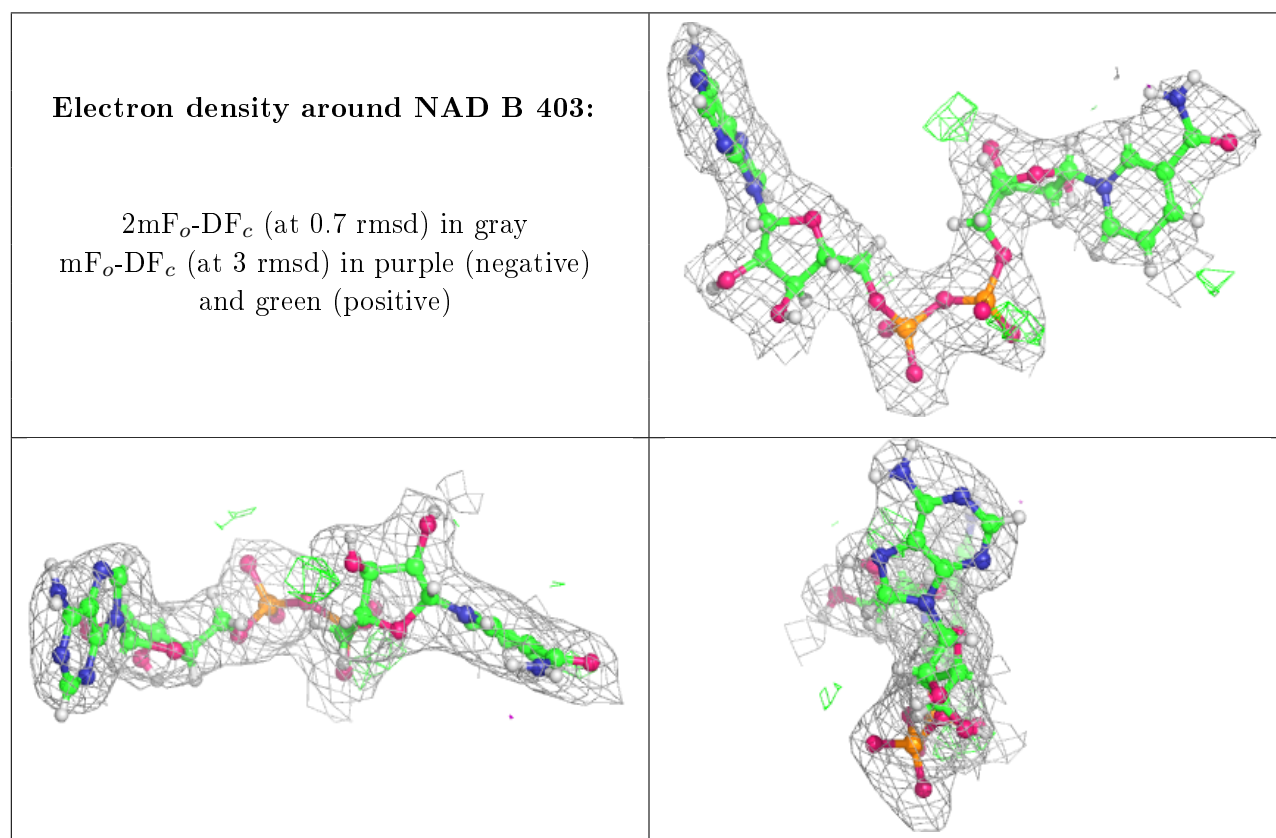 Electron density around NAD B 403:
2mFo-DFc (at 0.7 rmsd) in gray
mFo-DFc (at 3 rmsd) in purple (negative)
and green (positive)